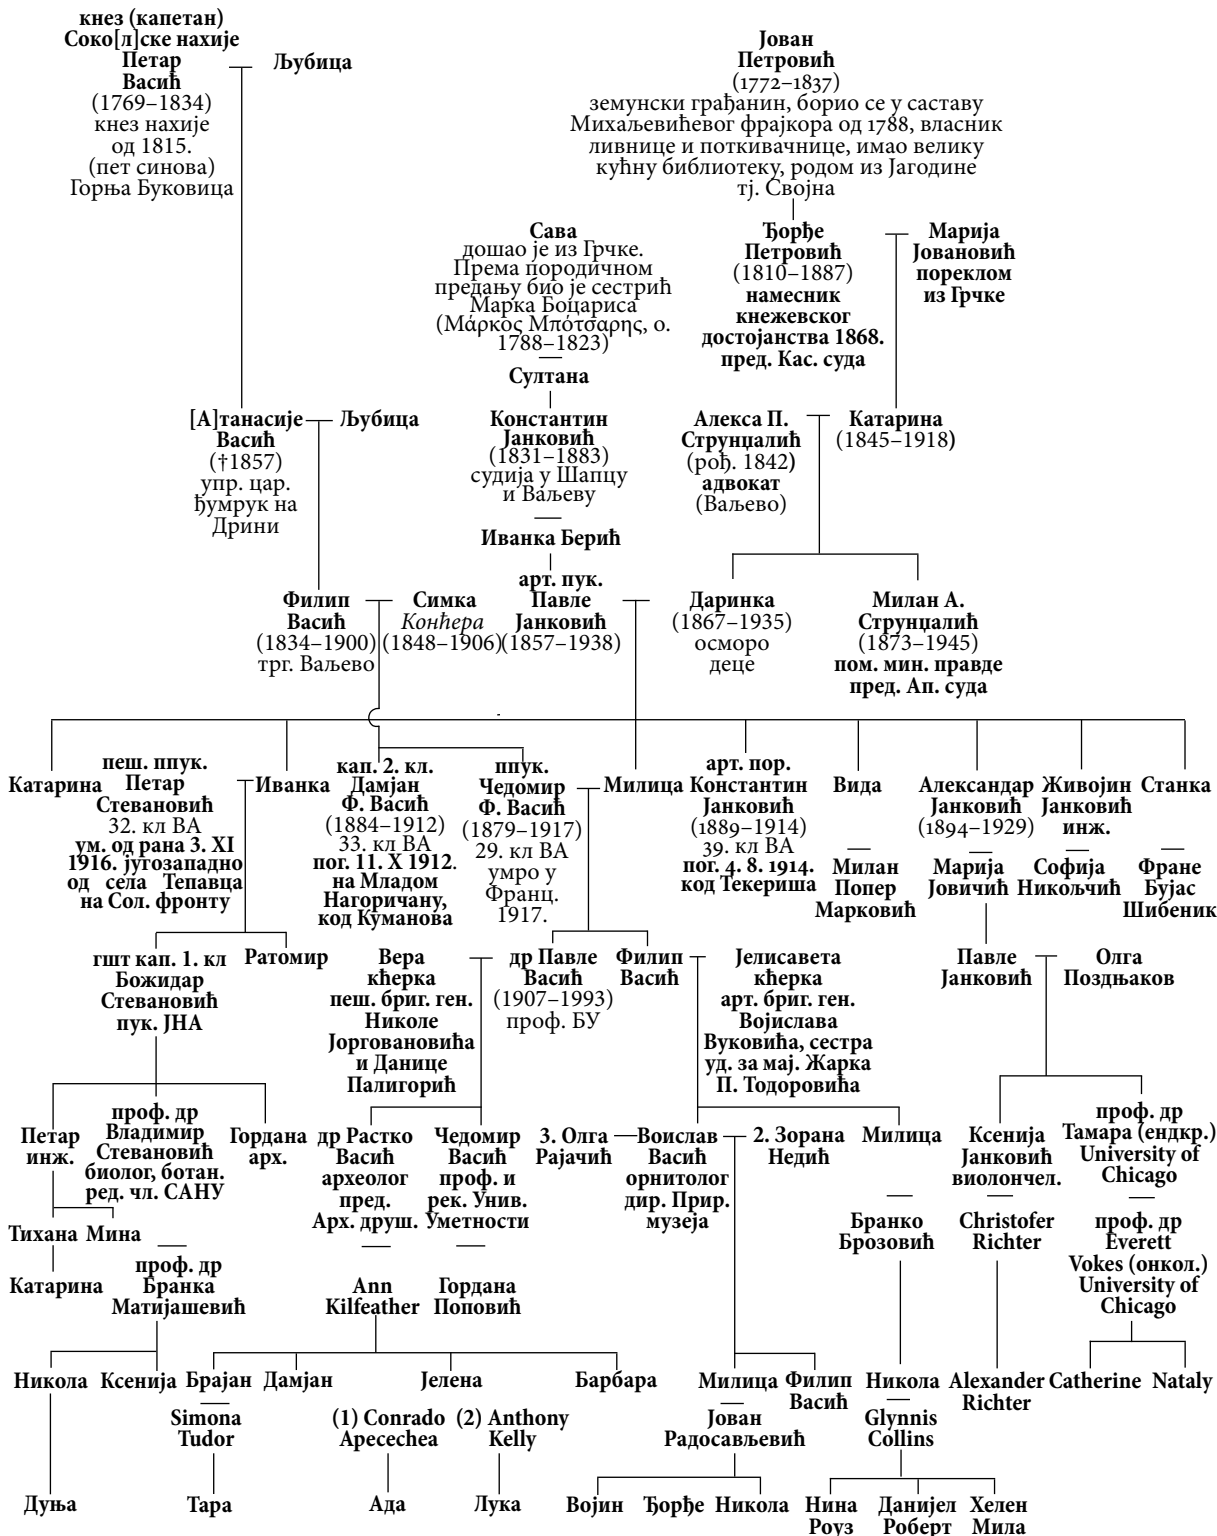 кнез (капетан)
Соко[л]ске нахије
Петар
Васић
(1769–1834)
кнез нахије
од 1815.
(пет синова)
Горња Буковица
Љубица
Јован
Петровић
(1772–1837)
земунски грађанин, борио се у саставу
Михаљевићевог фрајкора од 1788, власник
ливнице и поткивачнице, имао велику
кућну библиотеку, родом из Јагодине
тј. Својна
Сава
дошао је из Грчке.
Према породичном
предању био је сестрић
Марка Боцариса
(Μάρκος Μπότσαρης, о.
1788–1823)
Султана
Ђорђе
Петровић
(1810–1887)
намесник
кнежевског
достојанства 1868.
пред. Кас. суда
Марија
Јовановић
пореклом
из Грчке
[А]танасије
Васић
(†1857)
упр. цар.
ђумрук на
Дрини
Љубица
Константин
Јанковић
(1831–1883)
судија у Шапцу
и Ваљеву
Иванка Берић
Алекса П.
Струнџалић
(рођ. 1842)
адвокат
(Ваљево)
Катарина
(1845–1918)
Филип
Васић
(1834–1900)
трг. Ваљево
Симка
Конћера
(1848–1906)
арт. пук.
Павле
Јанковић
(1857–1938)
Даринка
(1867–1935)
осморо
деце
Милан А.
Струнџалић
(1873–1945)
пом. мин. правде
пред. Ап. суда
Катарина
пеш. ппук.
Петар
Стевановић
32. кл ВА
ум. од рана 3. XI
1916. југозападно
од села Тепавца
на Сол. фронту
Иванка
кап. 2. кл.
Дамјан
Ф. Васић
(1884–1912)
33. кл ВА
пог. 11. X 1912.
на Младом
Нагоричану,
код Куманова
ппук.
Чедомир
Ф. Васић
(1879–1917)
29. кл ВА
умро у
Франц.
1917.
Милица
арт. пор.
Константин
Јанковић
(1889–1914)
39. кл ВА
пог. 4. 8. 1914.
код Текериша
Вида
Милан
Попер
Марковић
Александар
Јанковић
(1894–1929)
Марија
Јовичић
Живојин
Јанковић
инж.
Софија
Никољчић
Станка
Фране
Бујас
Шибеник
гшт кап. 1. кл
Божидар
Стевановић
пук. ЈНА
Ратомир
Вера
кћерка
пеш. бриг. ген.
Николе
Јоргованoвића
и Данице
Палигорић
др Павле
Васић
(1907–1993)
проф. БУ
Филип
Васић
Јелисавета
кћерка
арт. бриг. ген.
Војислава
Вуковића, сестра
уд. за мај. Жарка
П. Тодоровића
Павле
Јанковић
Олга
Поздњаков
Петар
инж.
проф. др
Владимир
Стевановић
биолог, ботан.
ред. чл. САНУ
Гордана
арх.
др Растко
Васић
археолог
пред.
Арх. друш.
Чедомир
Васић
проф. и
рек. Унив.
Уметности
3. Олга
Рајачић
Воислав
Васић
орнитолог
дир. Прир.
музеја
2. Зорана
Недић
Милица
Ксенија
Јанковић
виолончел.
проф. др
Тамара (ендкр.)
University of
Chicago
Тихана
Мина
Катарина
проф. др
Бранка
Матијашевић
Ann
Kilfeather
Гордана
Поповић
Бранко
Брозовић
Christofer
Richter
проф. др
Everett
Vokes (онкол.)
University of
Chicago
Никола
Ксенија
Брајан
Дамјан
Јелена
Барбара
Милица
Филип
Васић
Никола
Alexander
Richter
Catherine
Nataly
Simona
Tudor
(1) Conrado
Apecechea
(2) Anthony
Kelly
Јован
Радосављевић
Glynnis
Collins
Дуња
Тара
Ада
Лука
Војин
Ђорђе
Никола
Нина
Роуз
Данијел
Роберт
Хелен
Мила